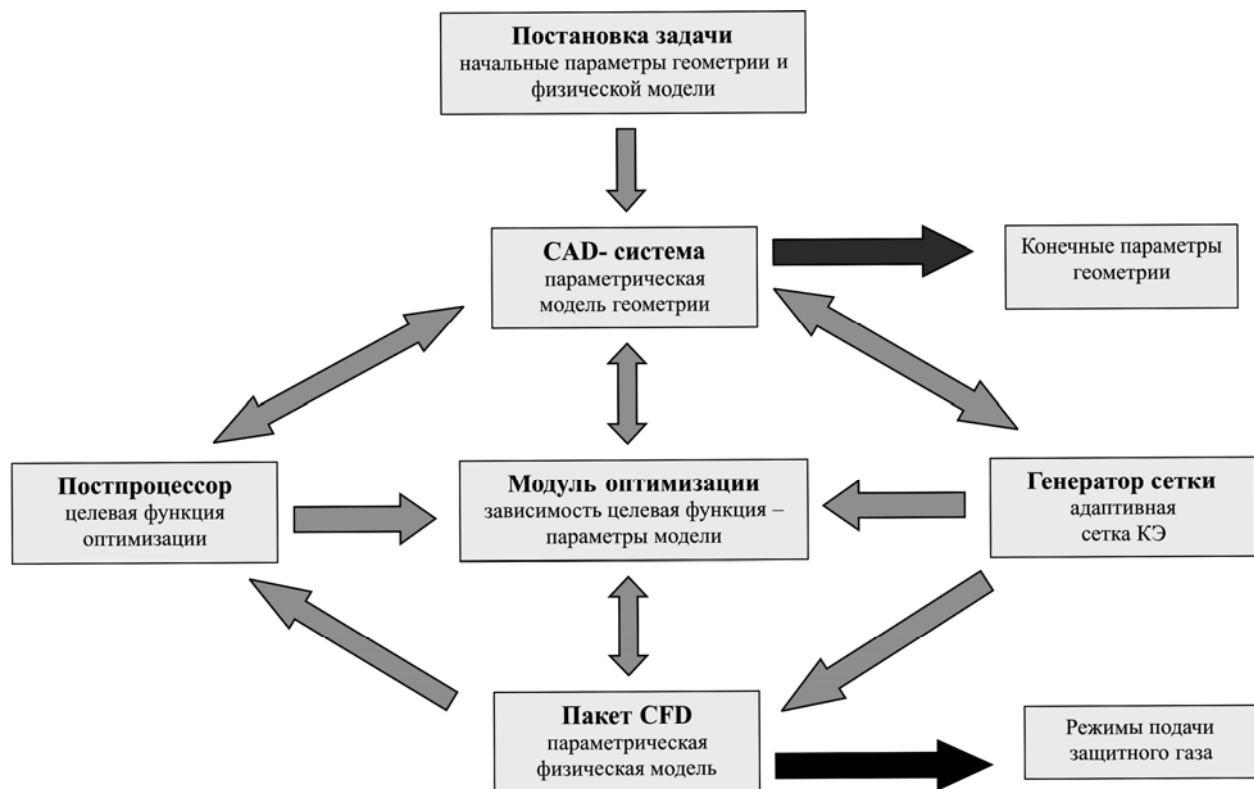 Постановка задачи
начальные параметры геометрии и
физической модели
CAD- система
параметрическая
модель геометрии
Конечные параметры
геометрии
Постпроцессор
целевая функция
оптимизации
Модуль оптимизации
зависимость целевая функция –
параметры модели
Генератор сетки
адаптивная
сетка КЭ
Пакет CFD
параметрическая
физическая модель
Режимы подачи
защитного газа